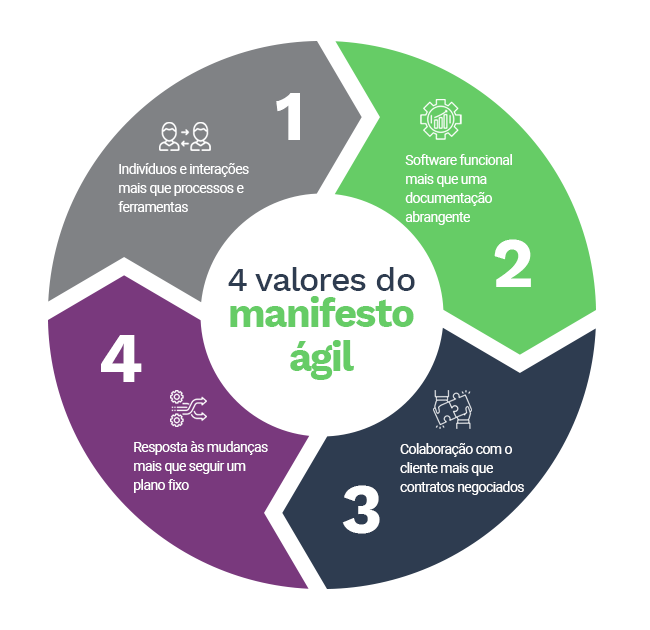 4 valores do
manifesto
ágil
1
Indivíduos e interações
mais que processos e
ferramentas
Software funcional
mais que uma
documentação
abrangente
2
Colaboração com o
cliente mais que
contratos negociados
3
4
Resposta às mudanças
mais que seguir um
plano fixo